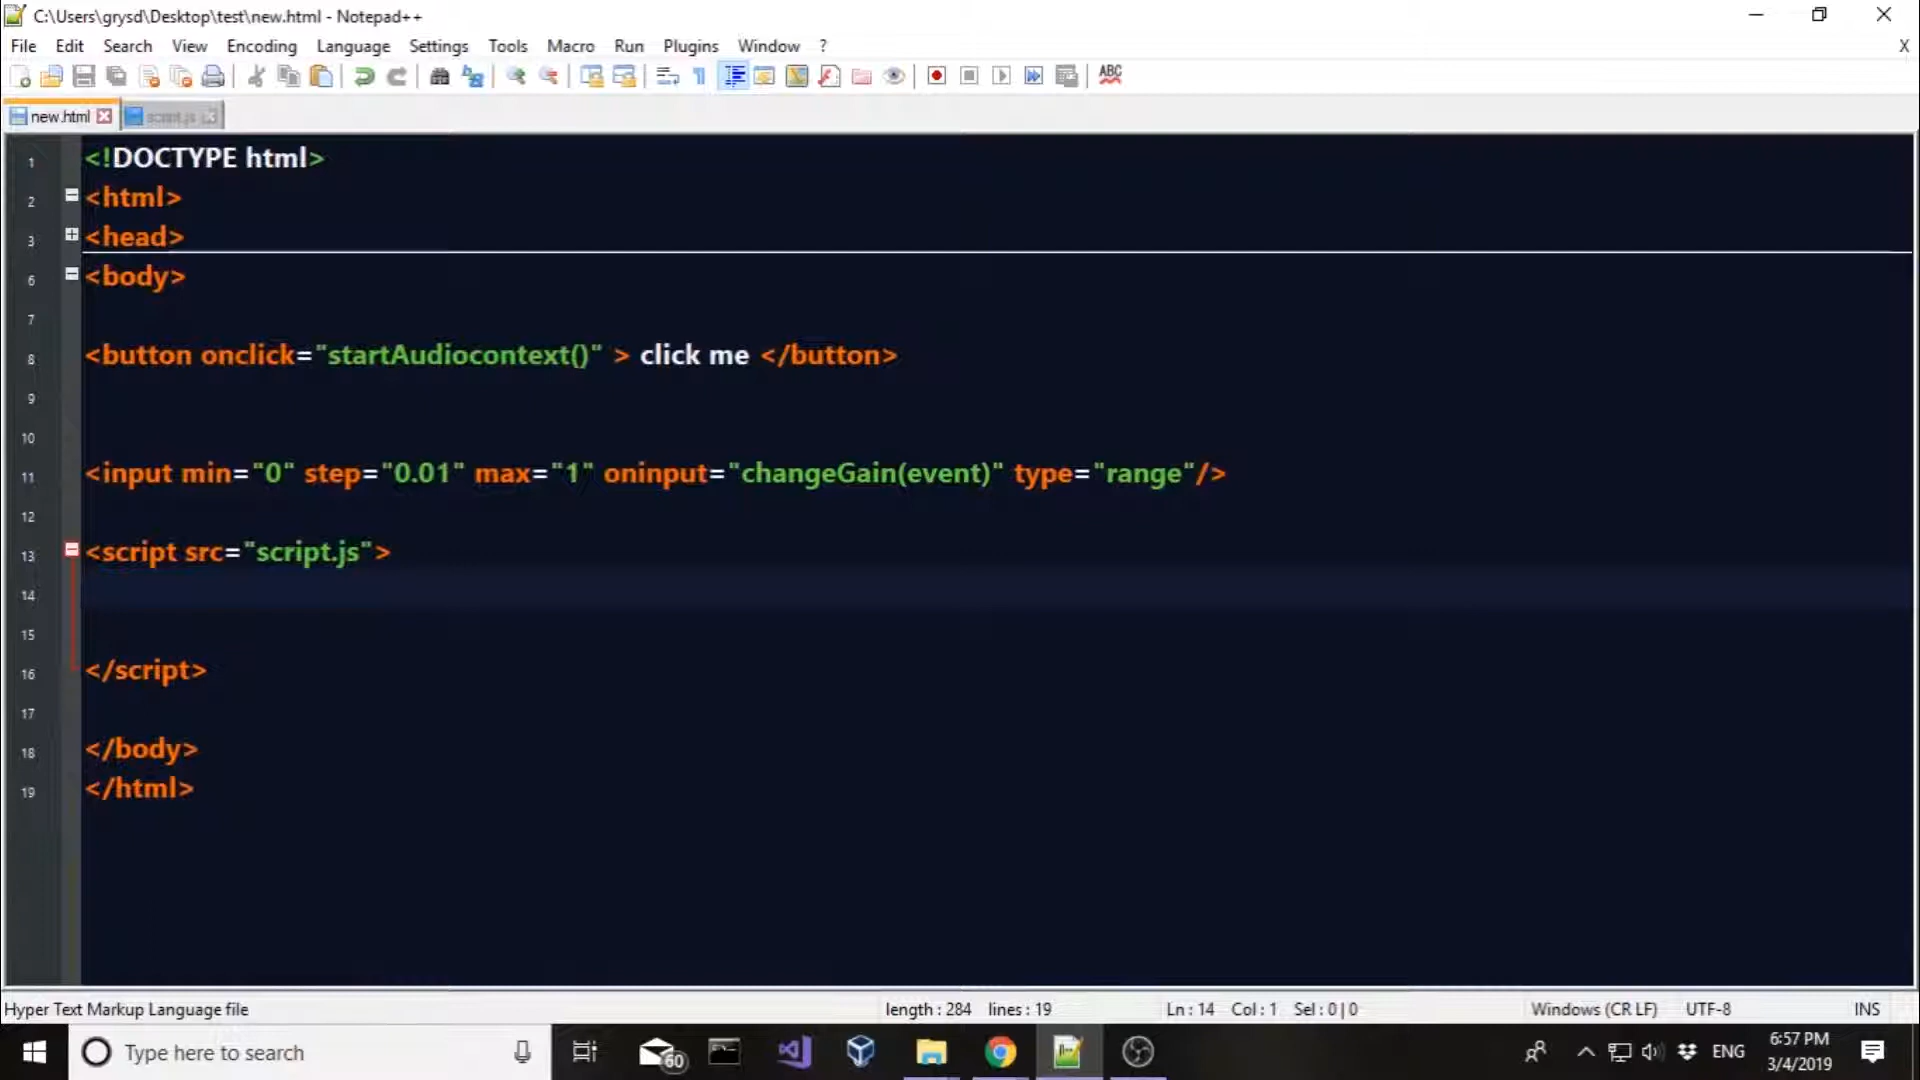 C:\Users\grysd\Desktop\test\new.html - Notepad++
File Edit Search View Encoding Language Settings Tools Macro Run Plugins Window ? X
ABC
new.html script.js
1 <!DOCTYPE html>
2 <html>
3 <head>
6 <body>
7
8 <button onclick="startAudiocontext()" > click me </button>
9
10
11 <input min="0" step="0.01" max="1" oninput="changeGain(event)" type="range"/>
12
13 <script src="script.js">
14
15
16 </script>
17
18 </body>
19 </html>
Hyper Text Markup Language file length : 284 lines : 19 Ln : 14 Col : 1 Sel : 0 | 0 Windows (CR LF) UTF-8 INS
Type here to search 60 ENG 6:57 PM
3/4/2019